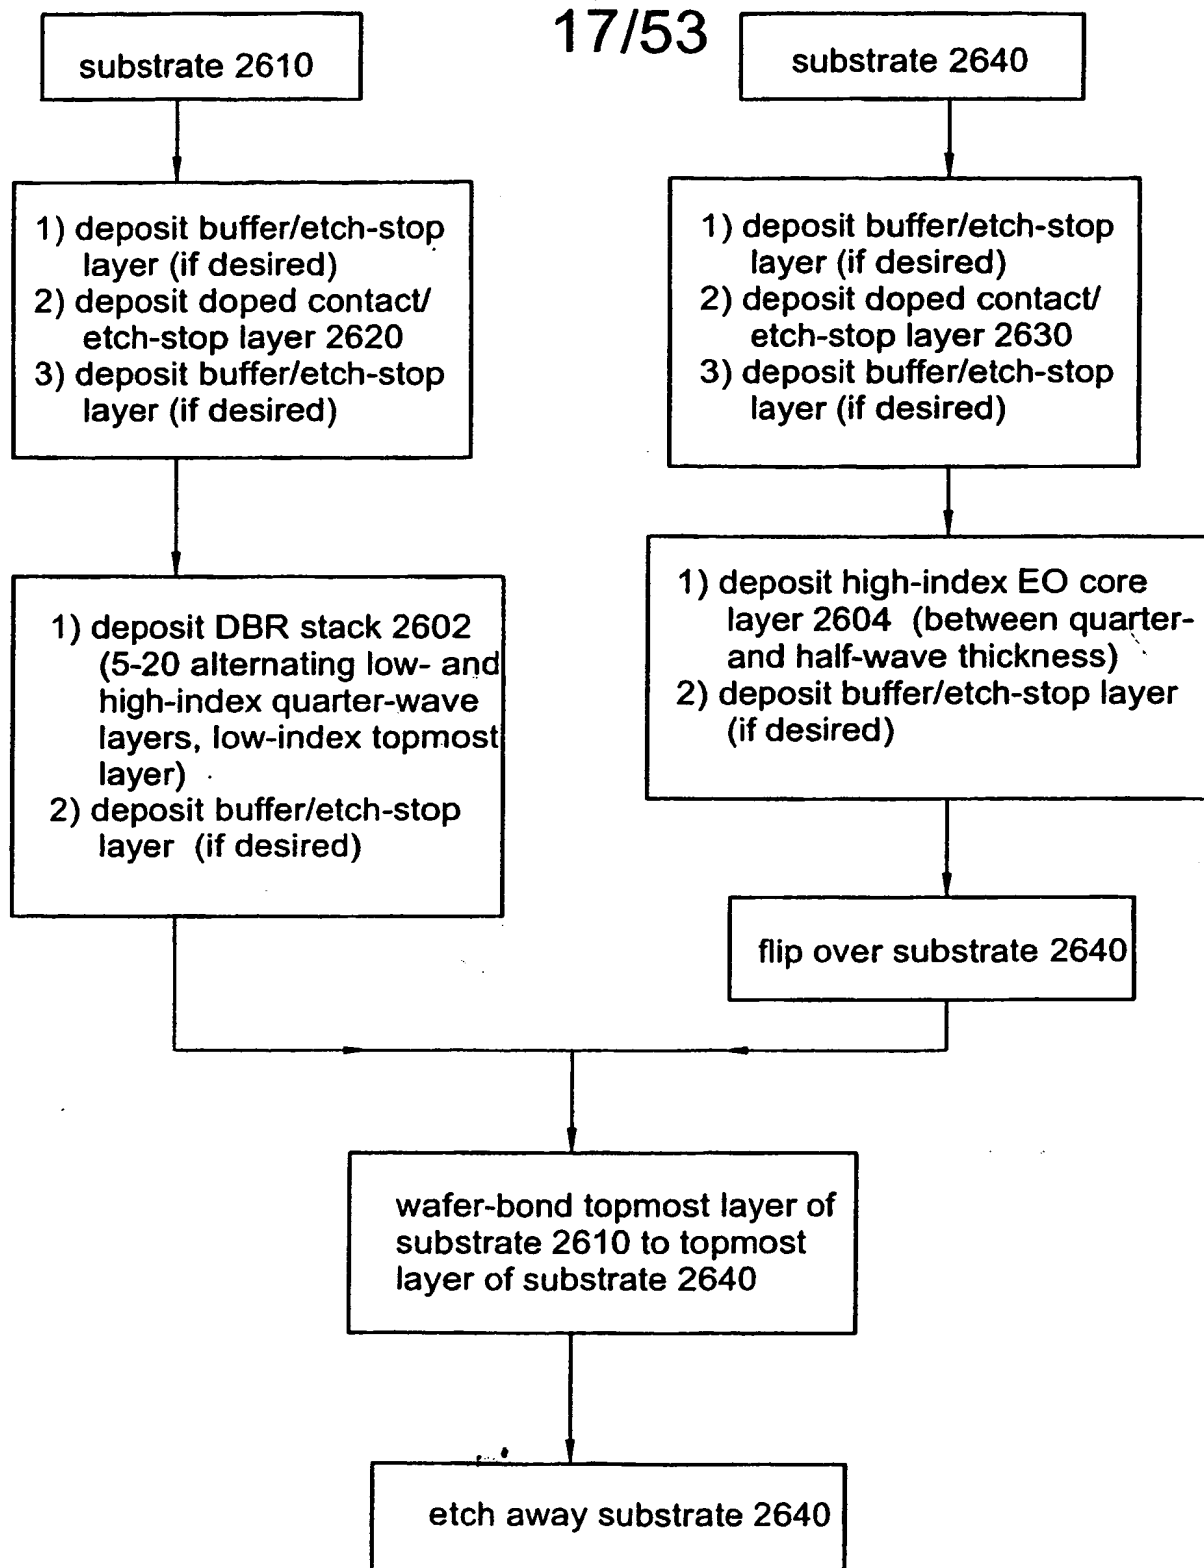 17/53
substrate 2610
1) deposit buffer/etch-stop
layer (if desired)
2) deposit doped contact/
etch-stop layer 2620
3) deposit buffer/etch-stop
layer (if desired)
1) deposit DBR stack 2602
(5-20 alternating low- and
high-index quarter-wave
layers, low-index topmost
layer)
2) deposit buffer/etch-stop
layer (if desired)
substrate 2640
1) deposit buffer/etch-stop
layer (if desired)
2) deposit doped contact/
etch-stop layer 2630
3) deposit buffer/etch-stop
layer (if desired)
1) deposit high-index EO core
layer 2604 (between quarter-
and half-wave thickness)
2) deposit buffer/etch-stop layer
(if desired)
flip over substrate 2640
wafer-bond topmost layer of
substrate 2610 to topmost
layer of substrate 2640
etch away substrate 2640